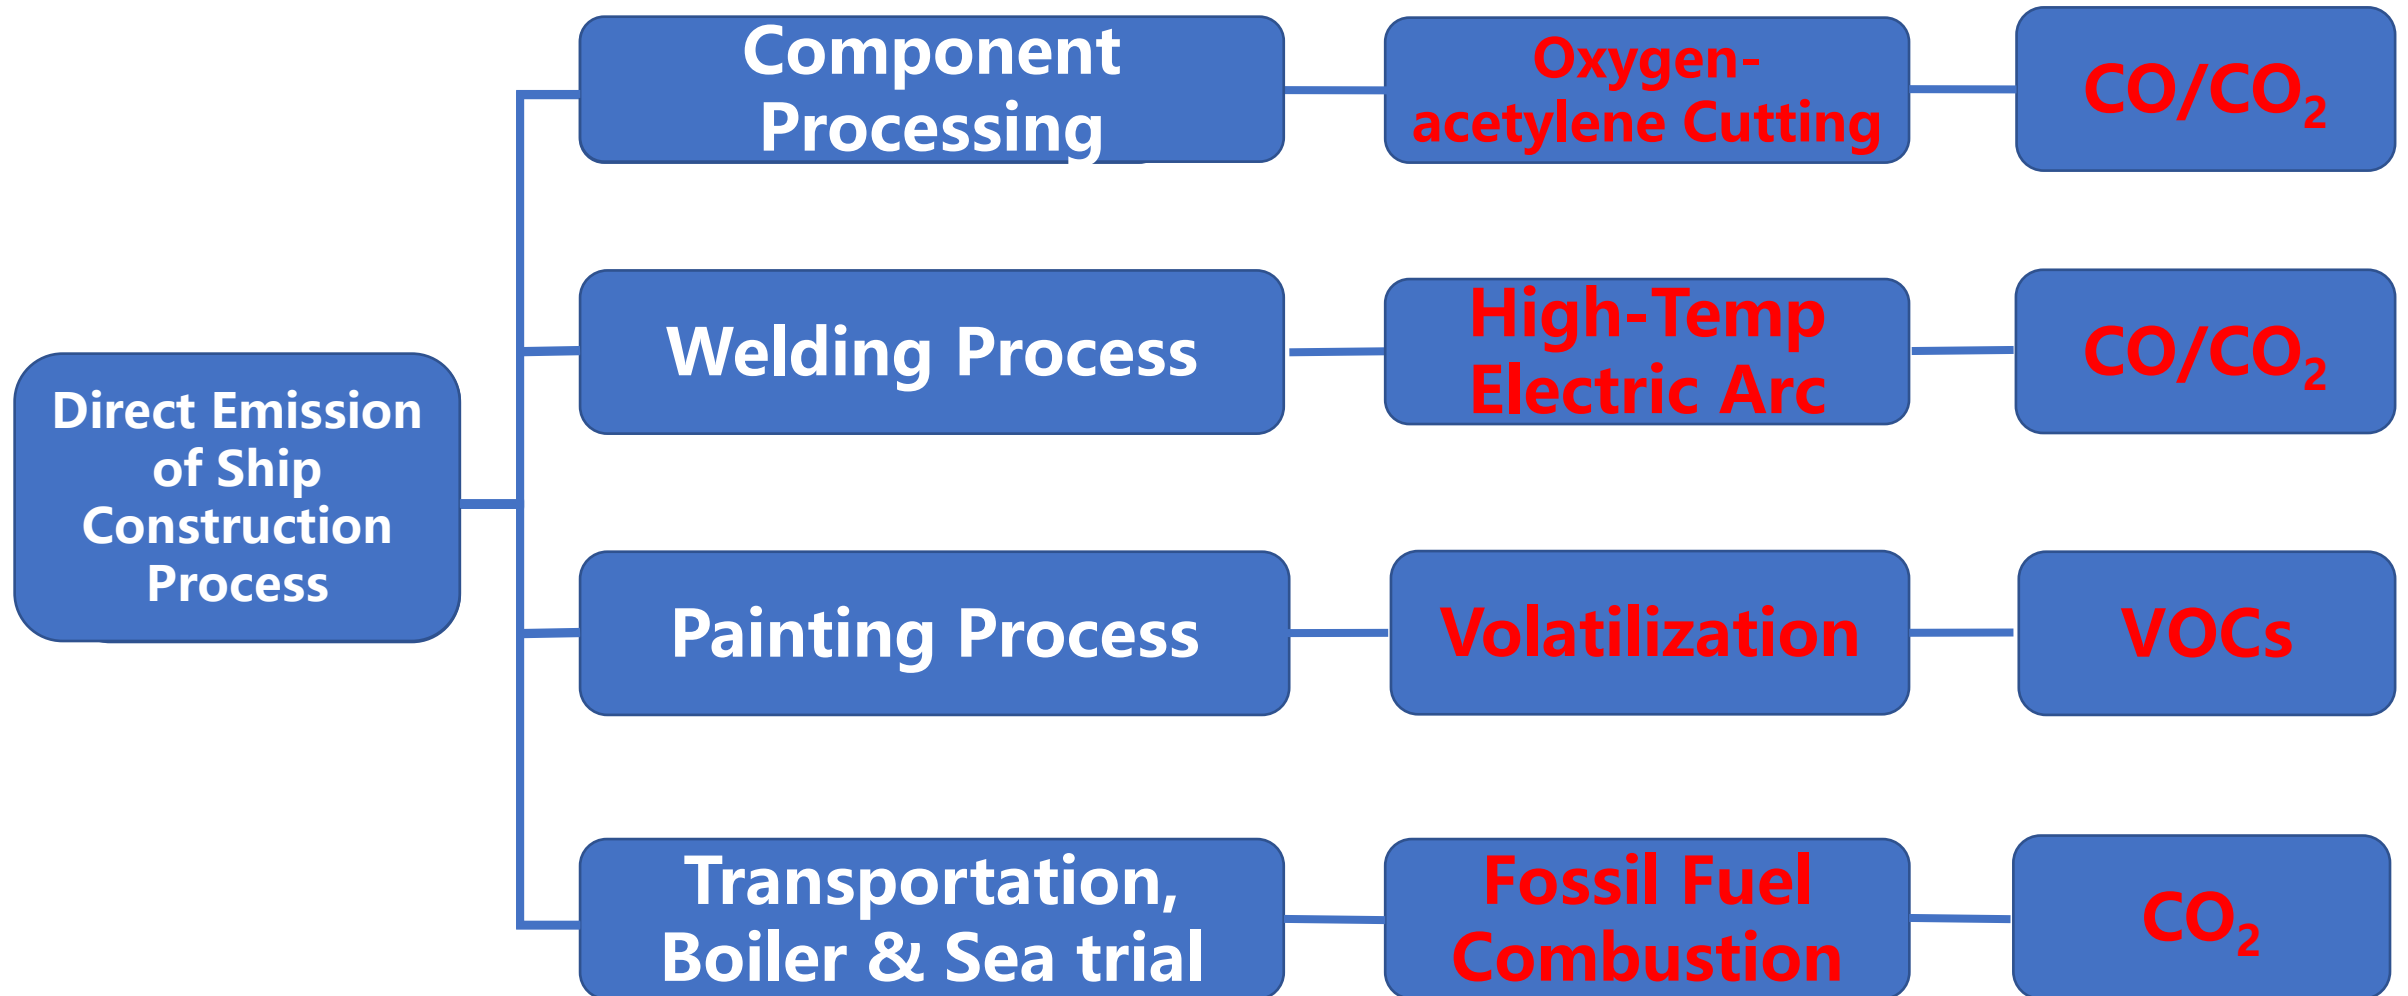 Direct Emission
of Ship
Construction
Process
Component
Processing
Oxygen-
acetylene Cutting
CO/CO₂
Welding Process
High-Temp
Electric Arc
CO/CO₂
Painting Process
Volatilization
VOCs
Transportation,
Boiler & Sea trial
Fossil Fuel
Combustion
CO₂